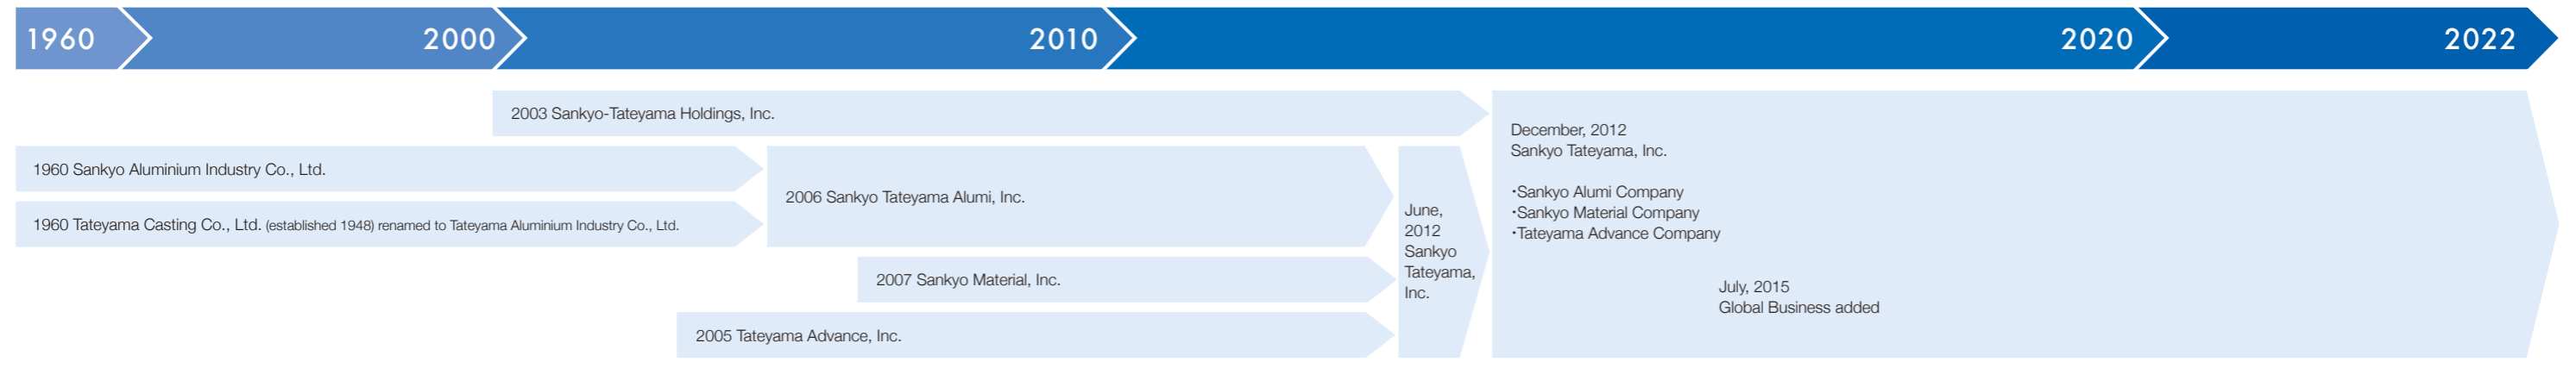 1960 2000 2010 2020 2022
2003 Sankyo-Tateyama Holdings, Inc.
1960 Sankyo Aluminium Industry Co., Ltd.
1960 Tateyama Casting Co., Ltd. (established 1948) renamed to Tateyama Aluminium Industry Co., Ltd.
2006 Sankyo Tateyama Alumi, Inc.
2007 Sankyo Material, Inc.
2005 Tateyama Advance, Inc.
June,
2012
Sankyo
Tateyama,
Inc.
December, 2012
Sankyo Tateyama, Inc.
・Sankyo Alumi Company
・Sankyo Material Company
・Tateyama Advance Company
July, 2015
Global Business added